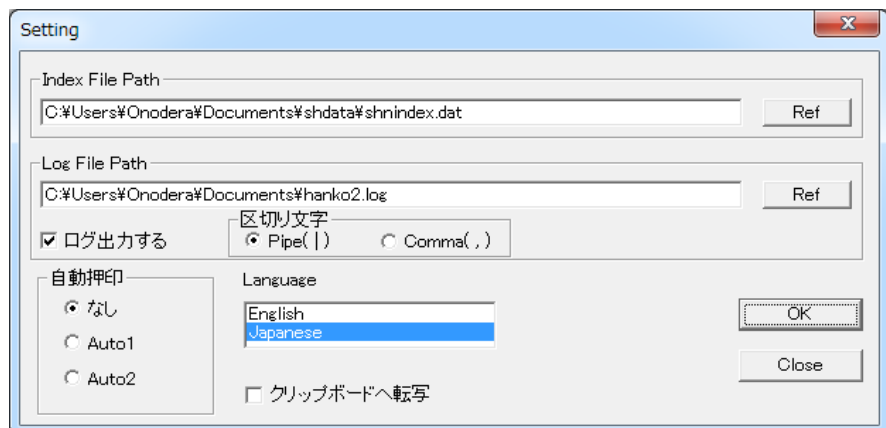 Setting
Index File Path
C:¥Users¥Onodera¥Documents¥shdata¥shnindex.dat
Ref
Log File Path
C:¥Users¥Onodera¥Documents¥hanko2.log
Ref
ログ出力する
区切り文字
Pipe(|)
Comma(,)
自動押印
なし
Auto1
Auto2
Language
English
Japanese
クリップボードへ転写
OK
Close